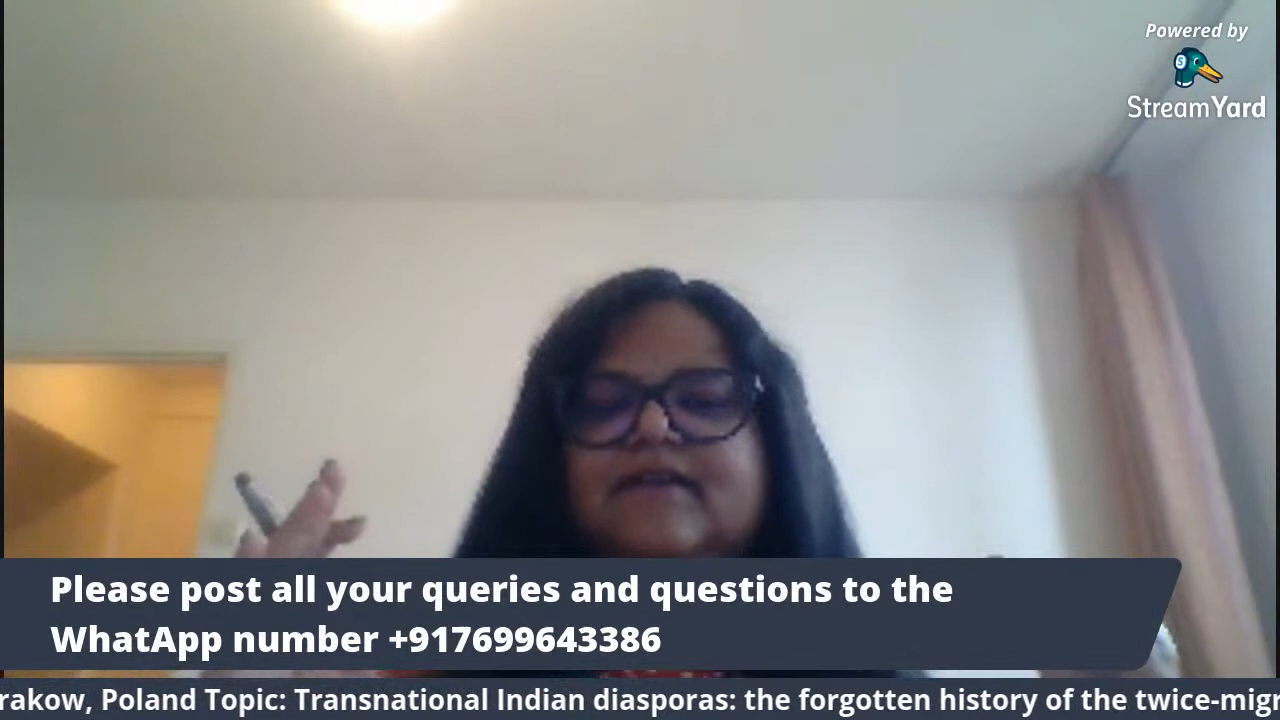 Powered by
StreamYard
Please post all your queries and questions to the
WhatApp number +917699643386
rakow, Poland Topic: Transnational Indian diasporas: the forgotten history of the twice-migr